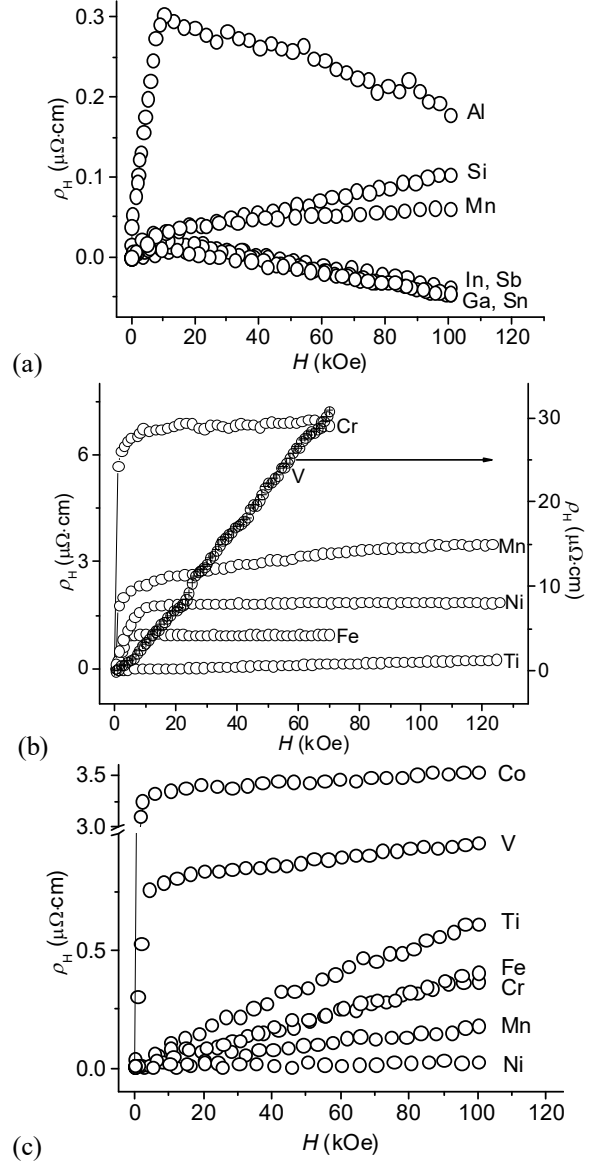 0.3
0.2
0.1
0.0
ρH (μΩ·cm)
Al
Si
Mn
In, Sb
Ga, Sn
0 20 40 60 80 100 120
H (kOe)
(a)
6
3
0
ρH (μΩ·cm)
Cr
V
Mn
Ni
Fe
Ti
30
20
10
0
ρH (μΩ·cm)
0 20 40 60 80 100 120
H (kOe)
(b)
3.5
3.0
0.5
0.0
ρH (μΩ·cm)
Co
V
Ti
Fe
Cr
Mn
Ni
0 20 40 60 80 100 120
H (kOe)
(c)